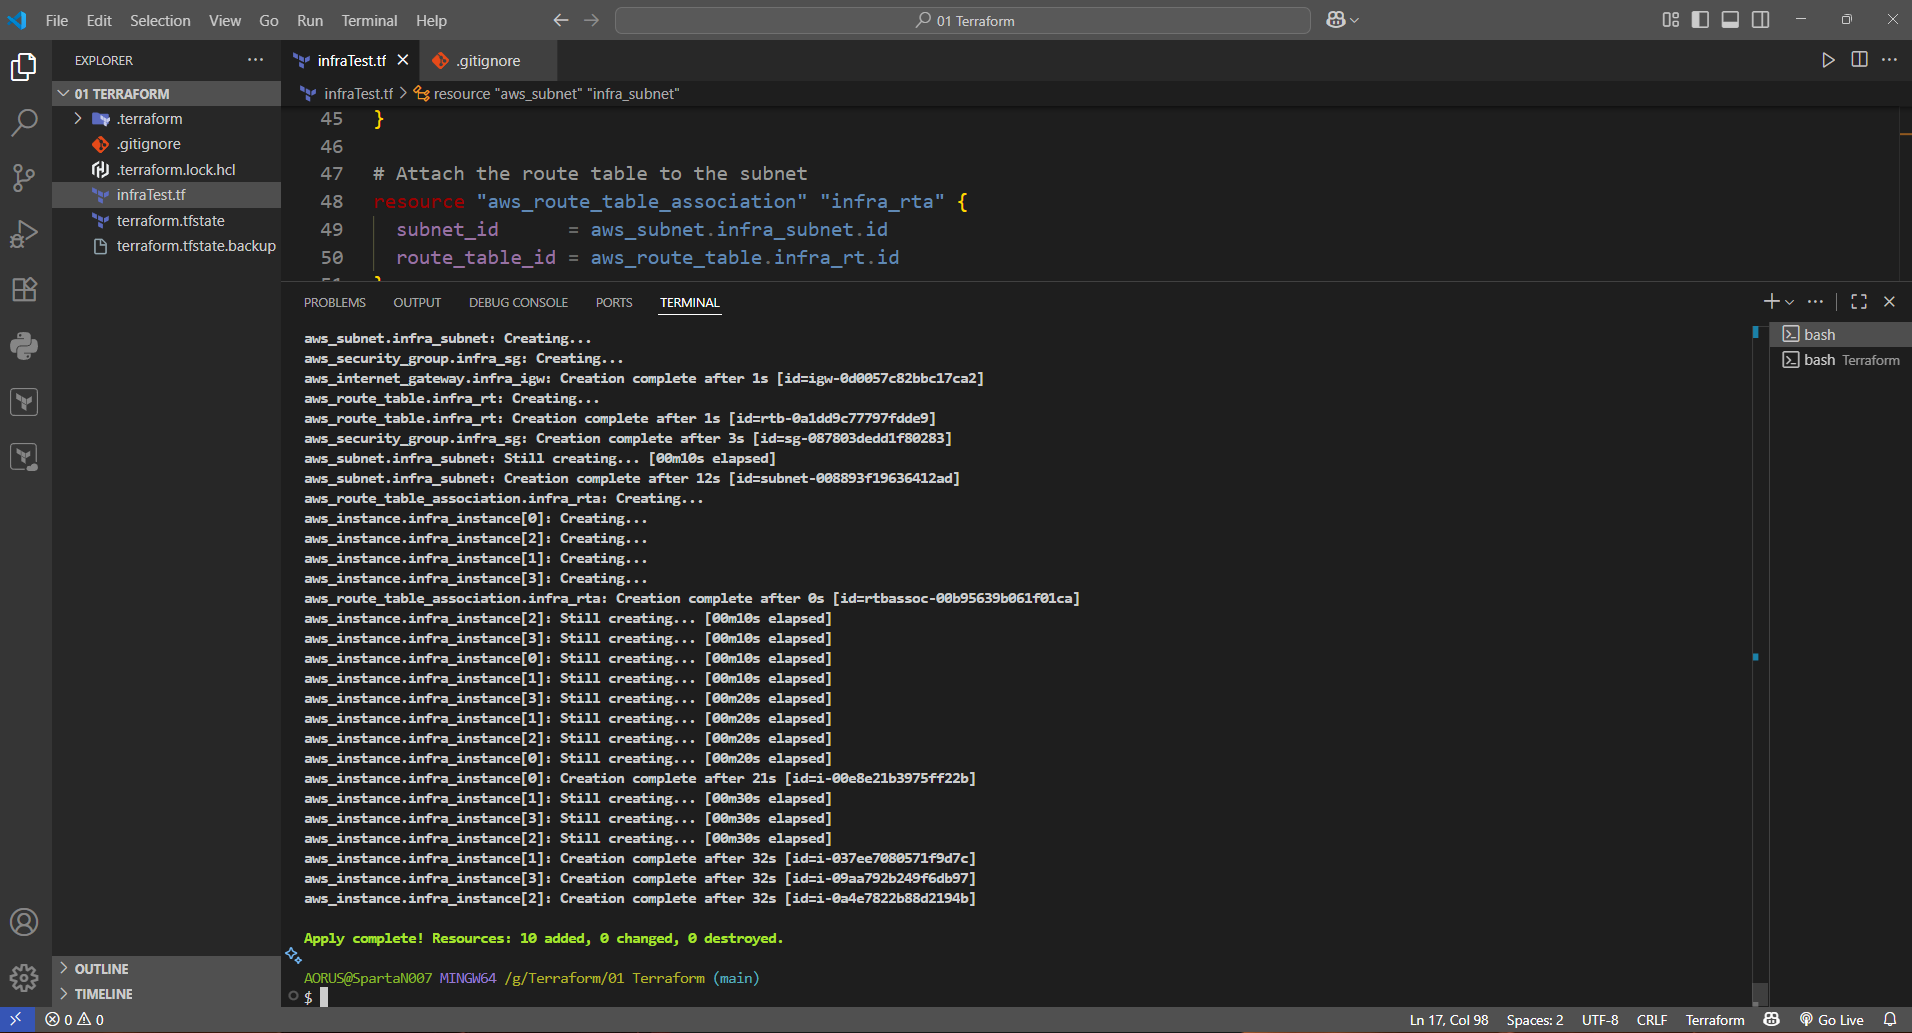 File Edit Selection View Go Run Terminal Help
01 Terraform
EXPLORER
01 TERRAFORM
.terraform
.gitignore
.terraform.lock.hcl
infraTest.tf
terraform.tfstate
terraform.tfstate.backup
OUTLINE
TIMELINE
infraTest.tf
.gitignore
infraTest.tf > resource "aws_subnet" "infra_subnet"
45 }
46
47 # Attach the route table to the subnet
48 resource "aws_route_table_association" "infra_rta" {
49 subnet_id = aws_subnet.infra_subnet.id
50 route_table_id = aws_route_table.infra_rt.id
PROBLEMS OUTPUT DEBUG CONSOLE PORTS TERMINAL
aws_subnet.infra_subnet: Creating...
aws_security_group.infra_sg: Creating...
aws_internet_gateway.infra_igw: Creation complete after 1s [id=igw-0d0057c82bbc17ca2]
aws_route_table.infra_rt: Creating...
aws_route_table.infra_rt: Creation complete after 1s [id=rtb-0a1dd9c77797fdde9]
aws_security_group.infra_sg: Creation complete after 3s [id=sg-087803dedd1f80283]
aws_subnet.infra_subnet: Still creating... [00m10s elapsed]
aws_subnet.infra_subnet: Creation complete after 12s [id=subnet-008893f19636412ad]
aws_route_table_association.infra_rta: Creating...
aws_instance.infra_instance[0]: Creating...
aws_instance.infra_instance[2]: Creating...
aws_instance.infra_instance[1]: Creating...
aws_instance.infra_instance[3]: Creating...
aws_route_table_association.infra_rta: Creation complete after 0s [id=rtbassoc-00b95639b061f01ca]
aws_instance.infra_instance[2]: Still creating... [00m10s elapsed]
aws_instance.infra_instance[3]: Still creating... [00m10s elapsed]
aws_instance.infra_instance[0]: Still creating... [00m10s elapsed]
aws_instance.infra_instance[1]: Still creating... [00m10s elapsed]
aws_instance.infra_instance[3]: Still creating... [00m20s elapsed]
aws_instance.infra_instance[1]: Still creating... [00m20s elapsed]
aws_instance.infra_instance[2]: Still creating... [00m20s elapsed]
aws_instance.infra_instance[0]: Still creating... [00m20s elapsed]
aws_instance.infra_instance[0]: Creation complete after 21s [id=i-00e8e21b3975ff22b]
aws_instance.infra_instance[1]: Still creating... [00m30s elapsed]
aws_instance.infra_instance[3]: Still creating... [00m30s elapsed]
aws_instance.infra_instance[2]: Still creating... [00m30s elapsed]
aws_instance.infra_instance[1]: Creation complete after 32s [id=i-037ee7080571f9d7c]
aws_instance.infra_instance[3]: Creation complete after 32s [id=i-09aa792b249f6db97]
aws_instance.infra_instance[2]: Creation complete after 32s [id=i-0a4e7822b88d2194b]
Apply complete! Resources: 10 added, 0 changed, 0 destroyed.
AORUS@SpartaN007 MINGW64 /g/Terraform/01 Terraform (main)
$
bash
bash Terraform
0 0
Ln 17, Col 98 Spaces: 2 UTF-8 CRLF Terraform Go Live